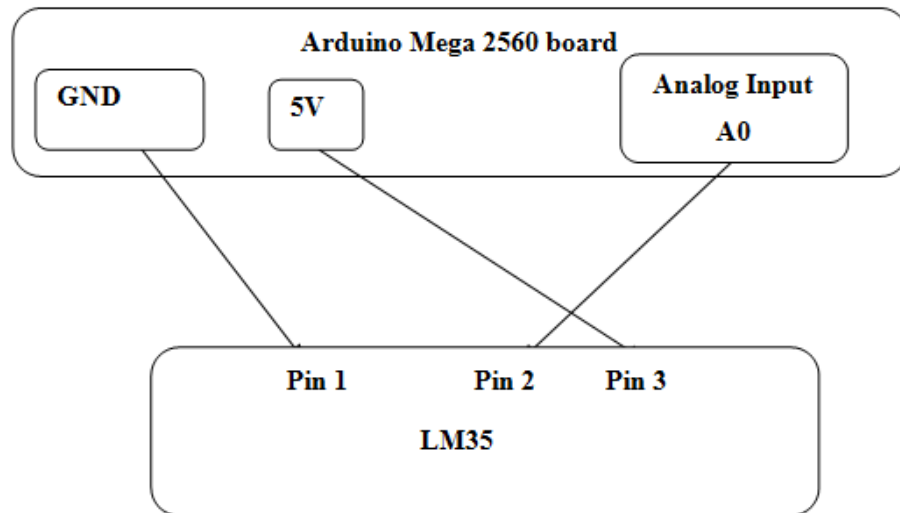 Arduino Mega 2560 board
GND
5V
Analog Input
A0
Pin 1
Pin 2
Pin 3
LM35